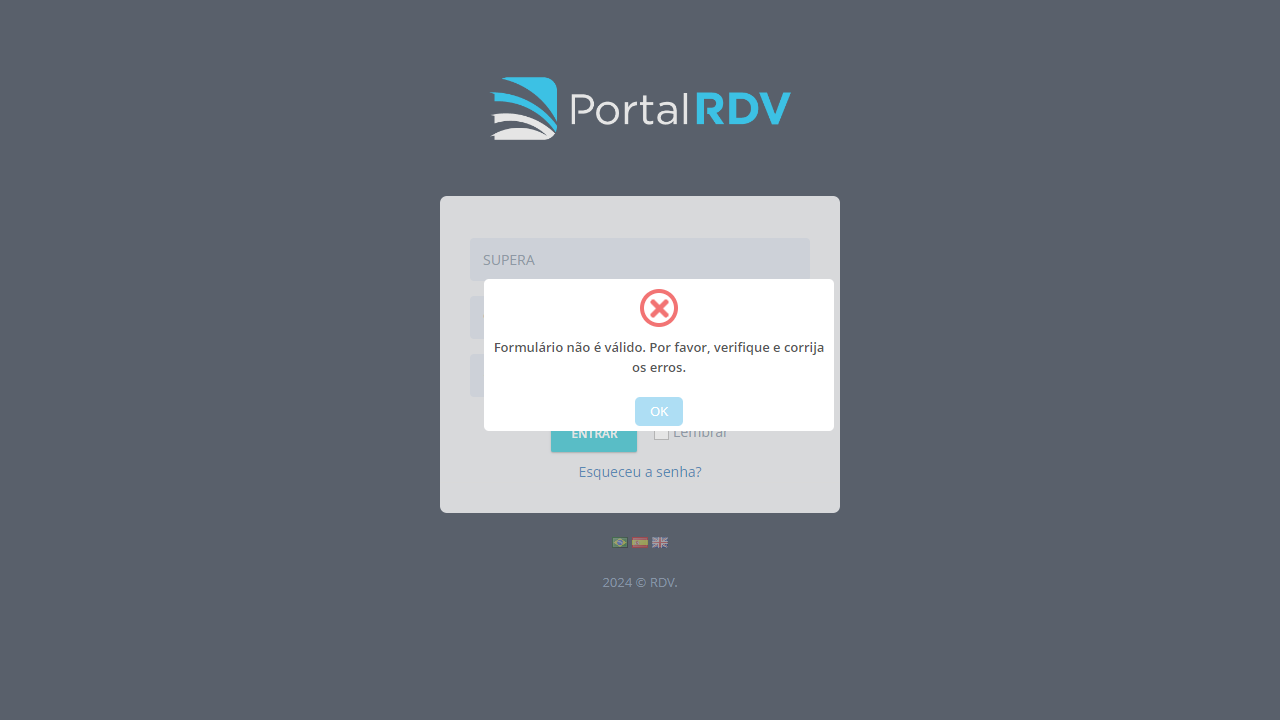 PortalRDV
SUPERA
Formulário não é válido. Por favor, verifique e corrija
os erros.
OK
ENTRAR
Lembrar
Esqueceu a senha?
2024 © RDV.